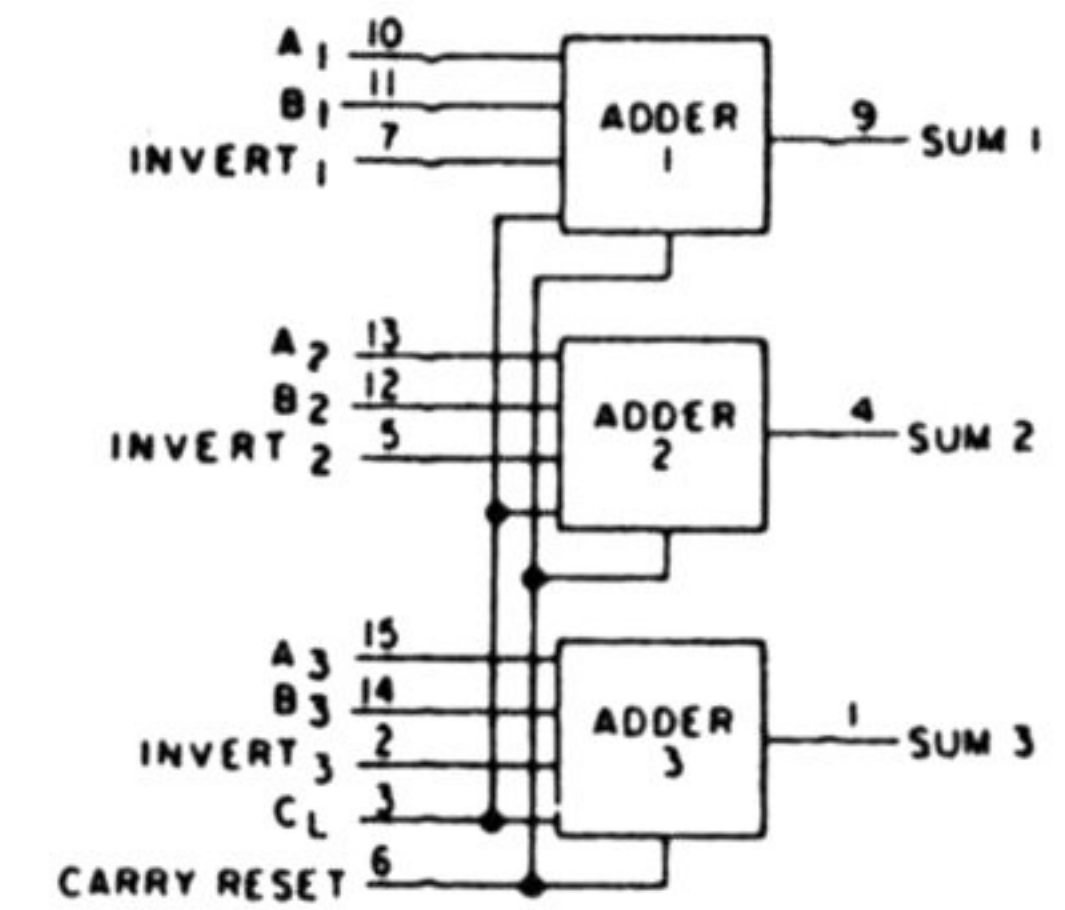 A1 10
B1 11
INVERT1 7
ADDER
1
9 SUM 1
A2 13
B2 12
INVERT2 5
ADDER
2
4 SUM 2
A3 15
B3 14
INVERT3 2
CL 3
ADDER
3
1 SUM 3
CARRY RESET 6